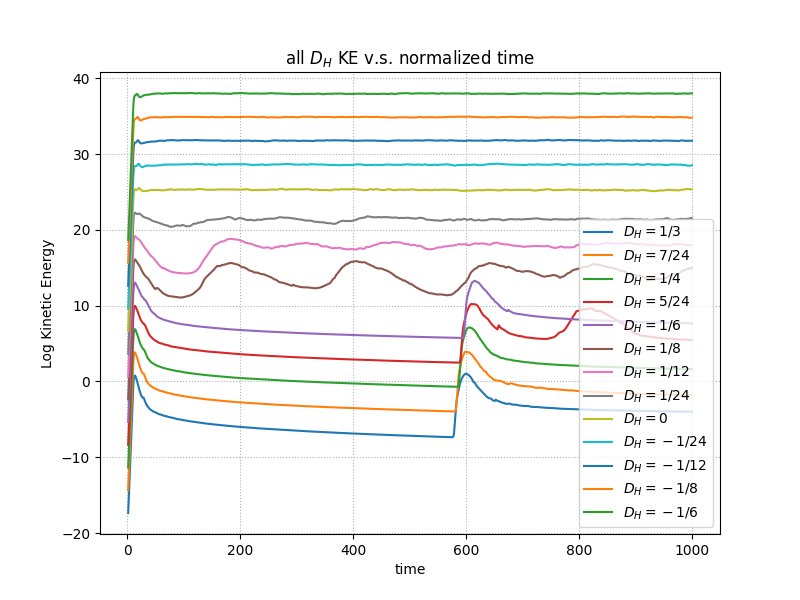 all D_H KE v.s. normalized time
Log Kinetic Energy
40
30
20
10
0
−10
−20
0 200 400 600 800 1000
time
D_H = 1/3
D_H = 7/24
D_H = 1/4
D_H = 5/24
D_H = 1/6
D_H = 1/8
D_H = 1/12
D_H = 1/24
D_H = 0
D_H = −1/24
D_H = −1/12
D_H = −1/8
D_H = −1/6